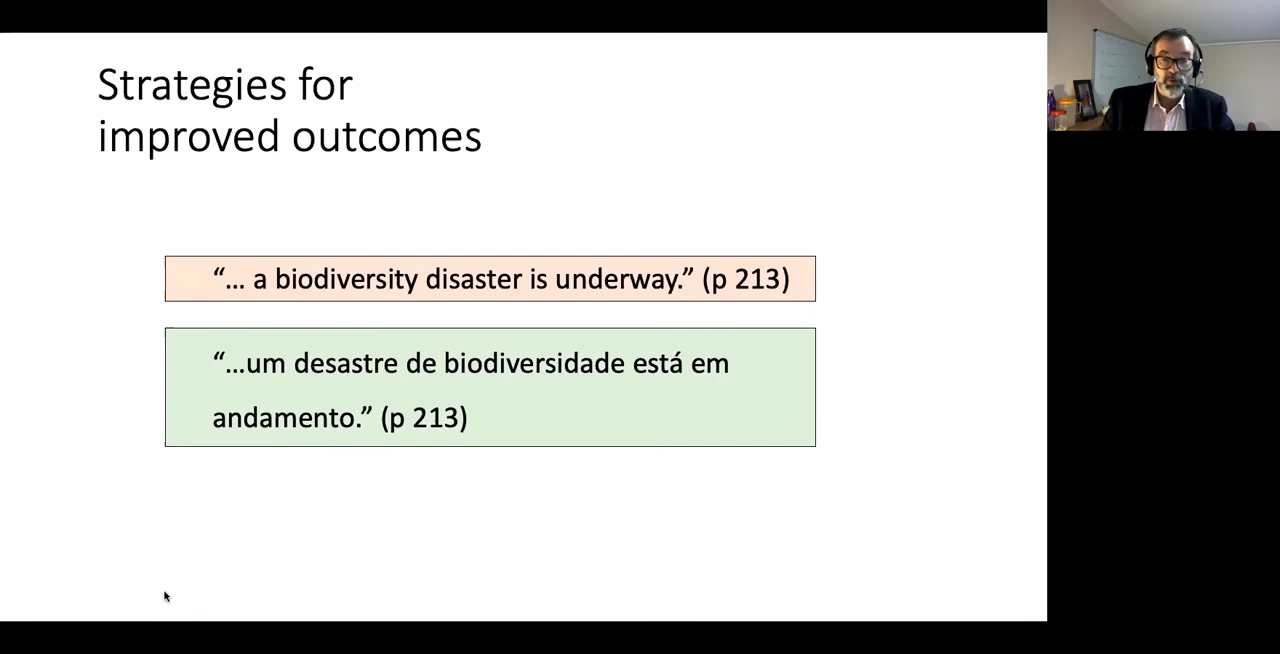 Strategies for
improved outcomes
“... a biodiversity disaster is underway.” (p 213)
“...um desastre de biodiversidade está em
andamento.” (p 213)